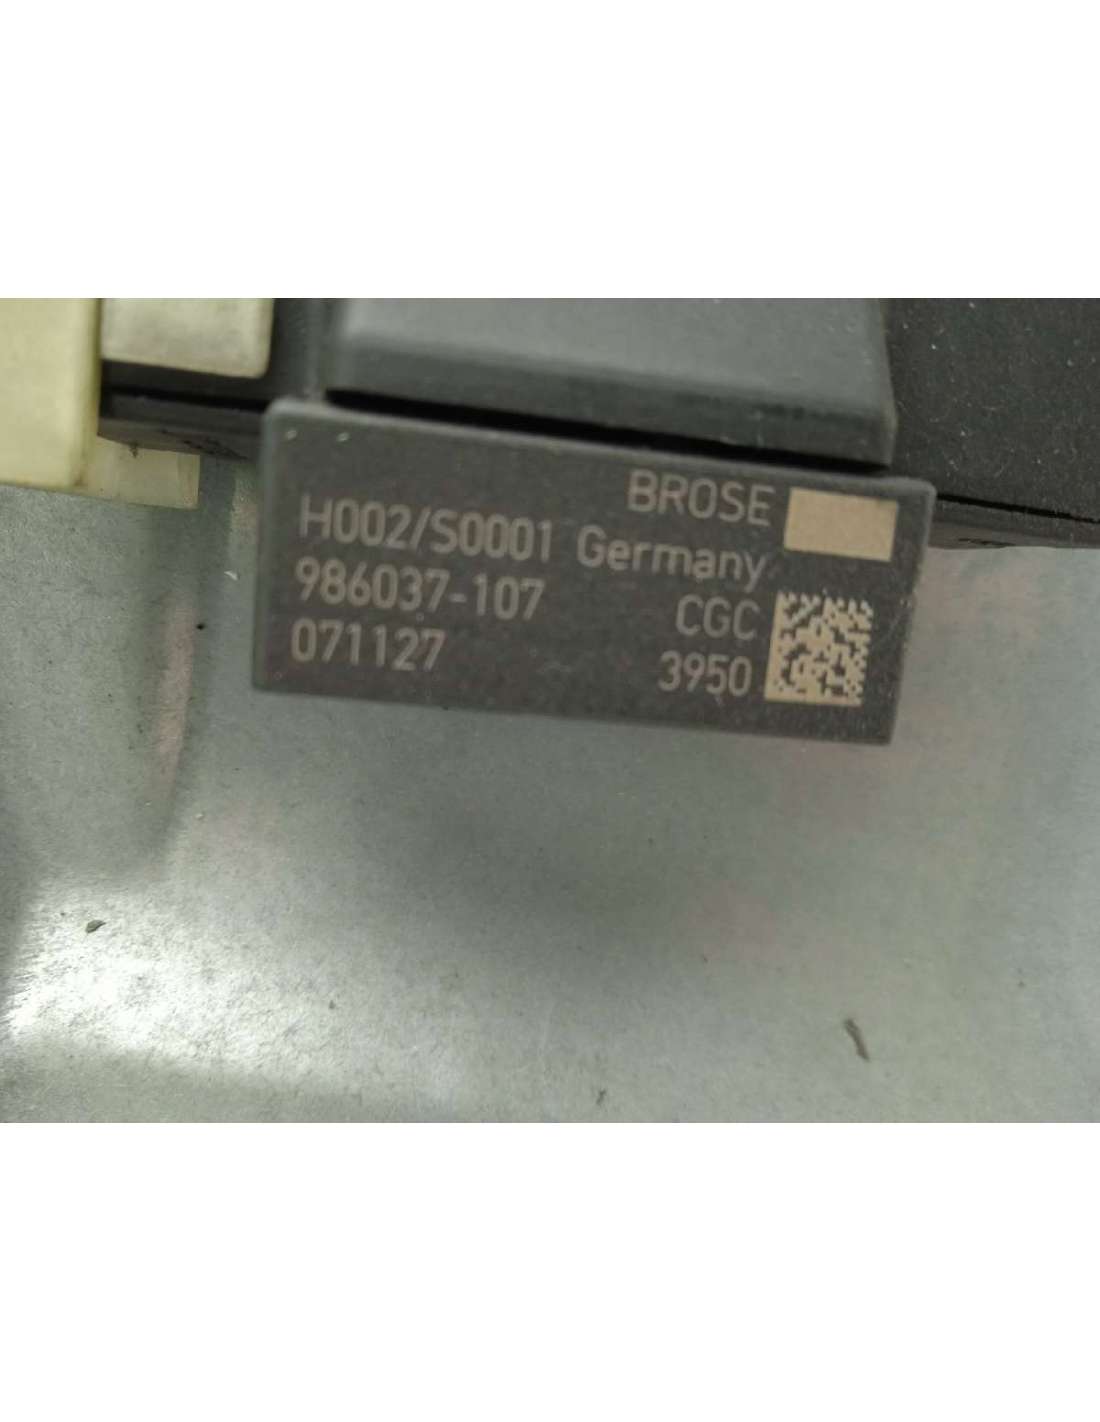 BROSE
H002/S0001 Germany
986037-107 CGC
071127 3950